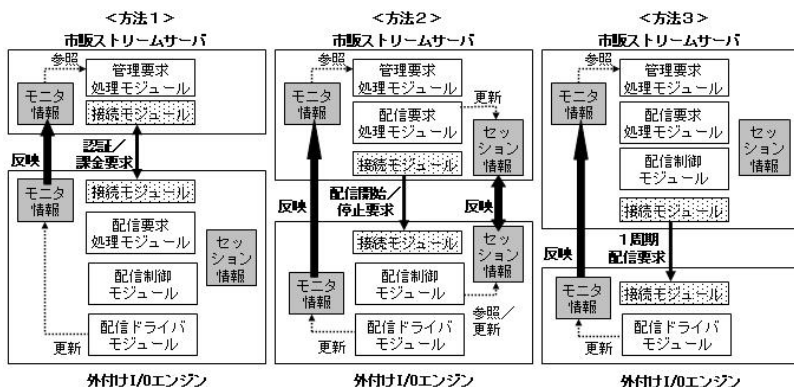 <方法1>
市販ストリームサーバ
参照
管理要求
処理モジュール
モニタ
情報
接続モジュール
認証/
課金要求
反映
モニタ
情報
接続モジュール
配信要求
処理モジュール
セッ
ション
情報
配信制御
モジュール
配信ドライバ
モジュール
更新
外付けI/Oエンジン
<方法2>
市販ストリームサーバ
参照
管理要求
処理モジュール
モニタ
情報
更新
配信要求
処理モジュール
セッ
ション
情報
接続モジュール
配信開始/
停止要求
反映
反映
接続モジュール
セッ
ション
情報
配信制御
モジュール
モニタ
情報
参照/
更新
配信ドライバ
モジュール
更新
外付けI/Oエンジン
<方法3>
市販ストリームサーバ
参照
管理要求
処理モジュール
モニタ
情報
配信要求
処理モジュール
セッ
ション
情報
配信制御
モジュール
接続モジュール
1周期
配信要求
反映
モニタ
情報
接続モジュール
配信ドライバ
モジュール
更新
外付けI/Oエンジン